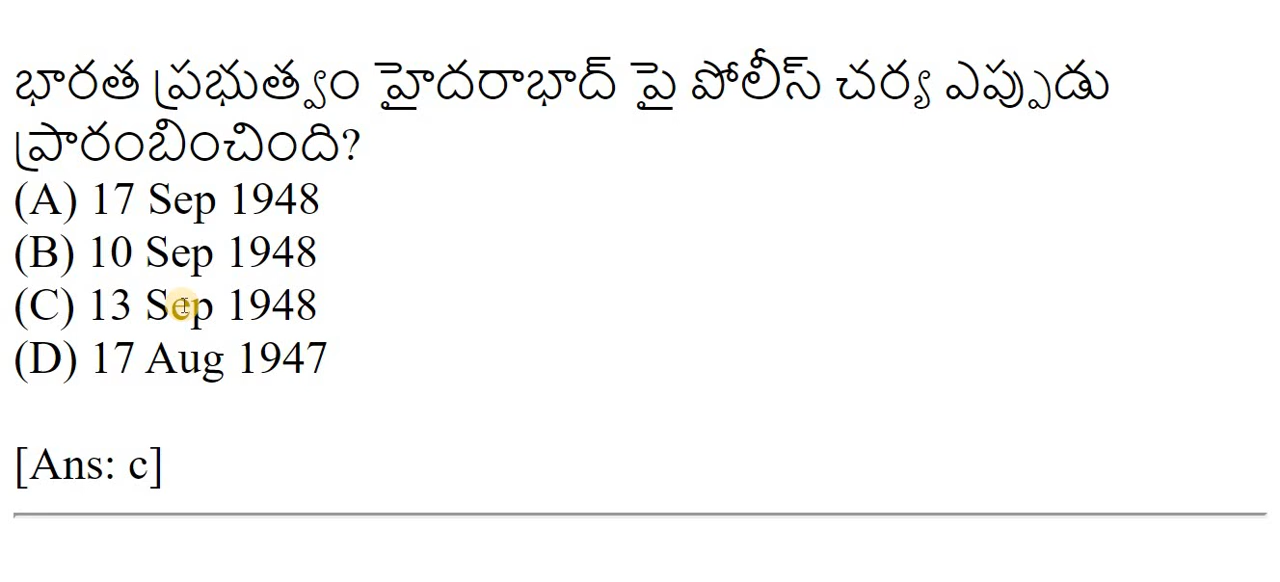 భారత ప్రభుత్వం హైదరాభాద్ పై పోలీస్ చర్య ఎప్పుడు
ప్రారంబించింది?
(A) 17 Sep 1948
(B) 10 Sep 1948
(C) 13 Sep 1948
(D) 17 Aug 1947
[Ans: c]